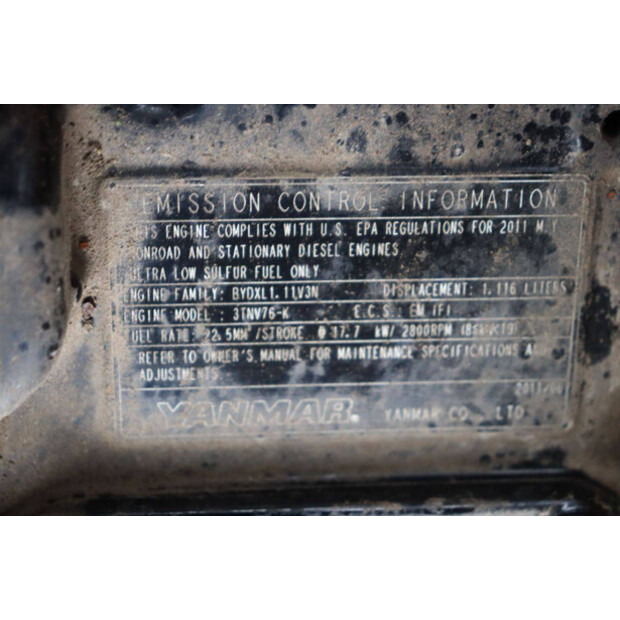 EMISSION CONTROL INFORMATION
THIS ENGINE COMPLIES WITH U.S. EPA REGULATIONS FOR 2011 M.Y
NONROAD AND STATIONARY DIESEL ENGINES
ULTRA LOW SULFUR FUEL ONLY
ENGINE FAMILY: BYDXL1.11V3N DISPLACEMENT: 1.116 LITERS
ENGINE MODEL : 3TNV76-K E.C.S.: EM (F)
FUEL RATE: 22.5MM³/STROKE @ 17.7 kW/ 2800RPM
REFER TO OWNER'S MANUAL FOR MAINTENANCE SPECIFICATIONS
ADJUSTMENTS
YANMAR. YANMAR CO., LTD